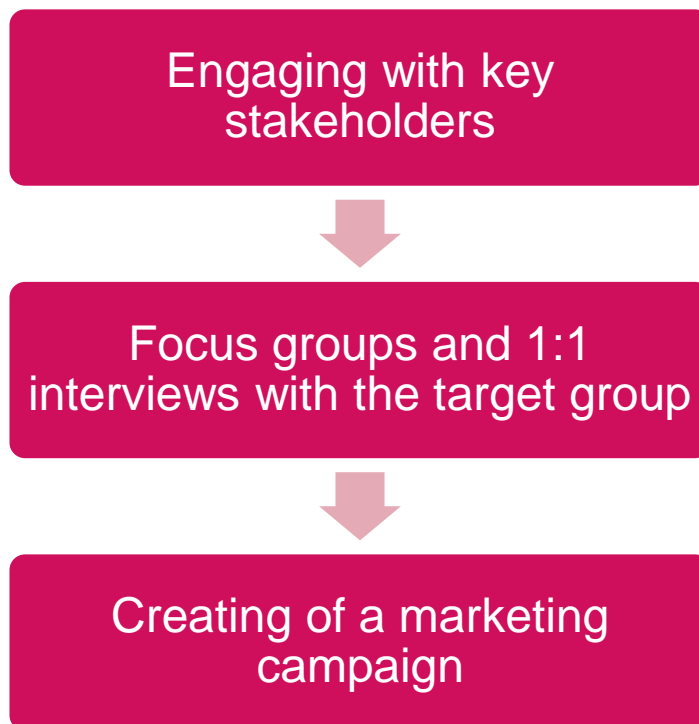 Engaging with key
stakeholders
Focus groups and 1:1
interviews with the target group
Creating of a marketing
campaign